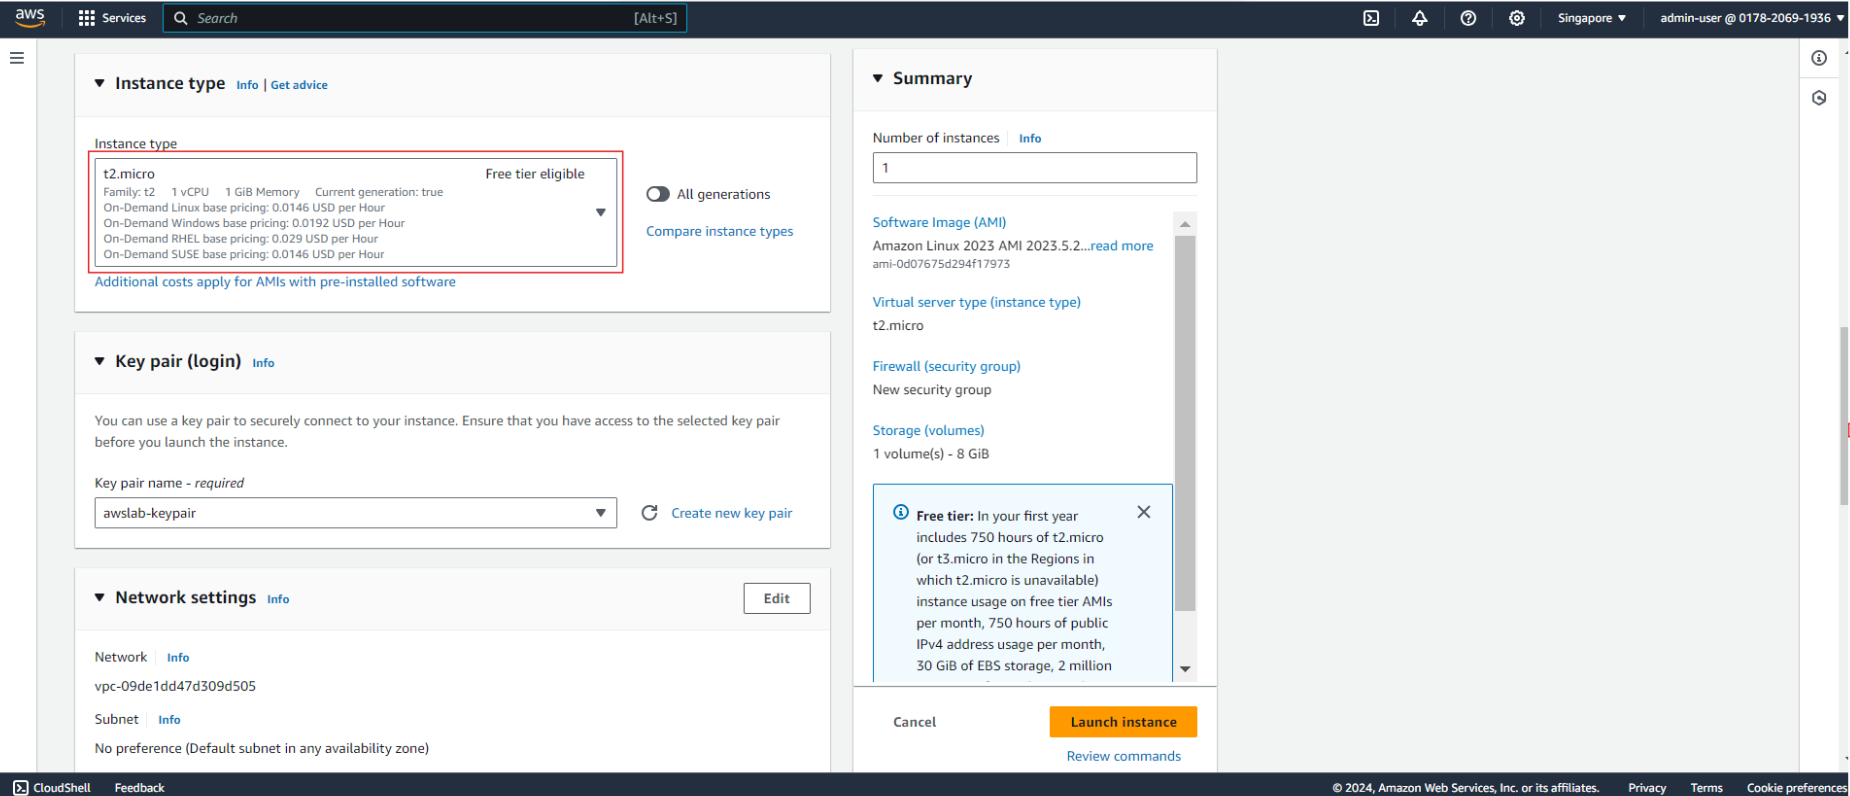 aws
Services
Search
[Alt+S]
Singapore
admin-user @ 0178-2069-1936
Instance type Info | Get advice
Instance type
t2.micro Free tier eligible
Family: t2 1 vCPU 1 GiB Memory Current generation: true
On-Demand Linux base pricing: 0.0146 USD per Hour
On-Demand Windows base pricing: 0.0192 USD per Hour
On-Demand RHEL base pricing: 0.029 USD per Hour
On-Demand SUSE base pricing: 0.0146 USD per Hour
All generations
Compare instance types
Additional costs apply for AMIs with pre-installed software
Key pair (login) Info
You can use a key pair to securely connect to your instance. Ensure that you have access to the selected key pair
before you launch the instance.
Key pair name - required
awslab-keypair
Create new key pair
Network settings Info
Edit
Network Info
vpc-09de1dd47d309d505
Subnet Info
No preference (Default subnet in any availability zone)
Summary
Number of instances Info
1
Software Image (AMI)
Amazon Linux 2023 AMI 2023.5.2...read more
ami-0d07675d294f17973
Virtual server type (instance type)
t2.micro
Firewall (security group)
New security group
Storage (volumes)
1 volume(s) - 8 GiB
Free tier: In your first year
includes 750 hours of t2.micro
(or t3.micro in the Regions in
which t2.micro is unavailable)
instance usage on free tier AMIs
per month, 750 hours of public
IPv4 address usage per month,
30 GiB of EBS storage, 2 million
Cancel
Launch instance
Review commands
CloudShell
Feedback
© 2024, Amazon Web Services, Inc. or its affiliates.
Privacy
Terms
Cookie preferences